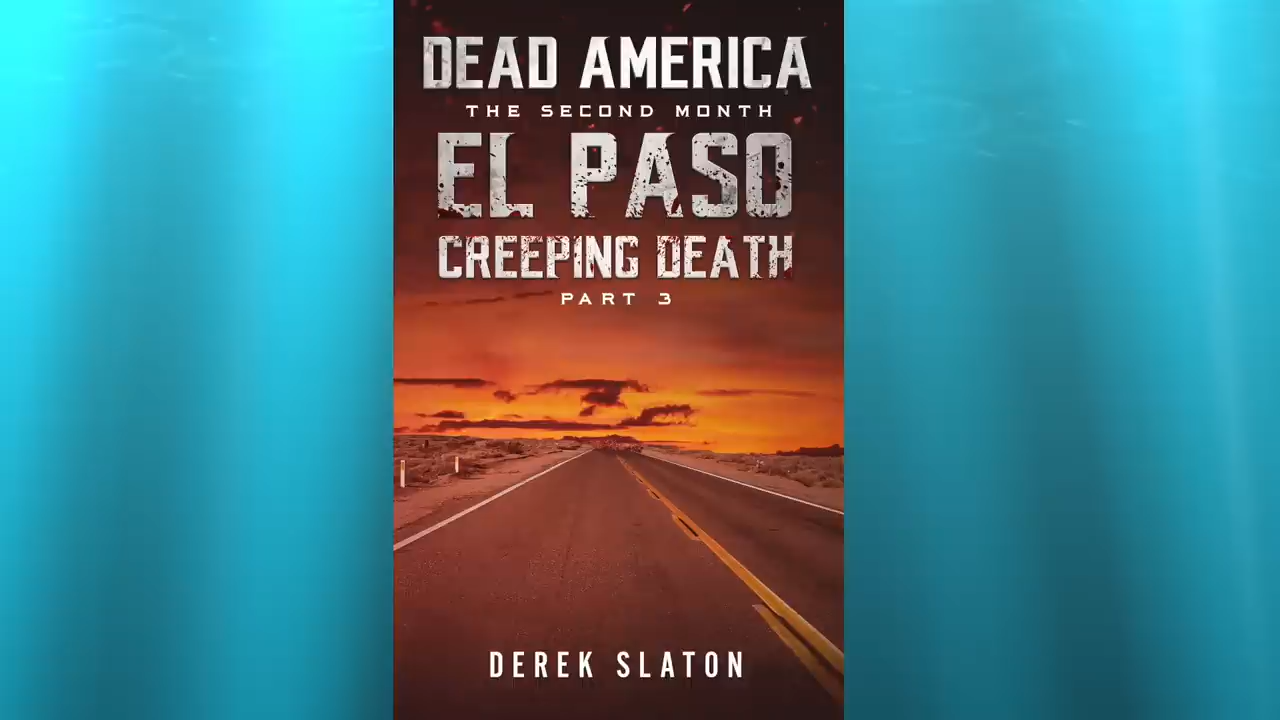 DEAD AMERICA
THE SECOND MONTH
EL PASO
CREEPING DEATH
PART 3
DEREK SLATON